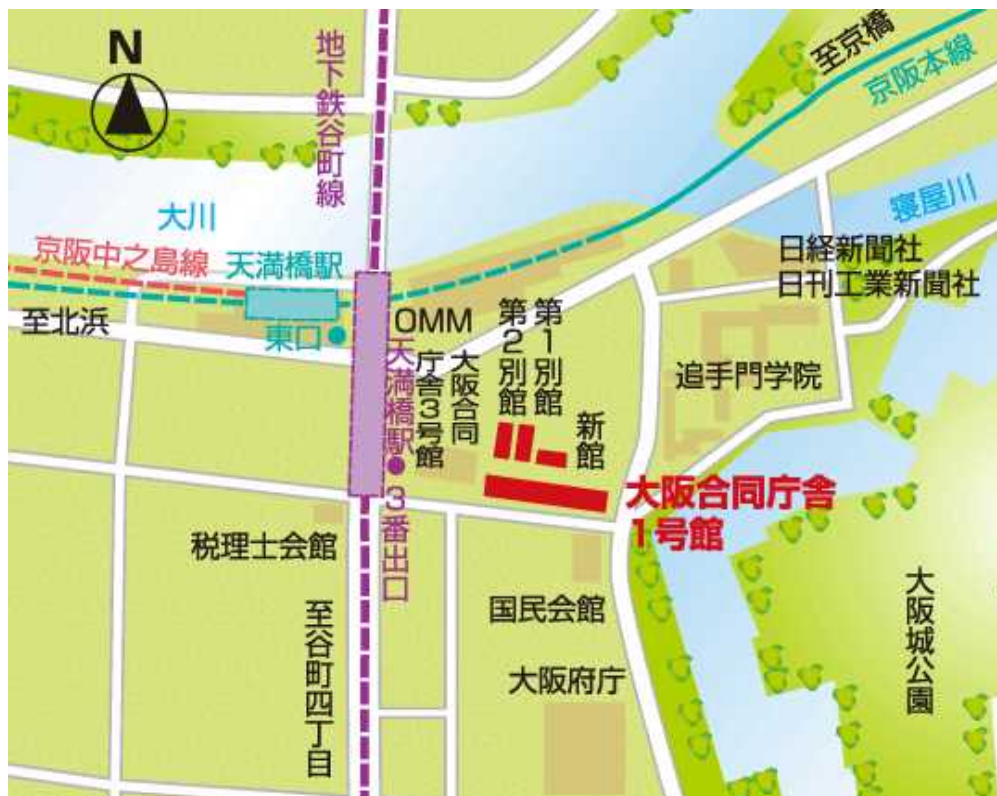 N
地下鉄谷町線
至京橋
京阪本線
大川
寝屋川
京阪中之島線
天満橋駅
日経新聞社
日刊工業新聞社
至北浜
東口
OMM
天満橋駅
3番出口
大阪合同
庁舎3号館
第2別館
第1別館
新館
追手門学院
大阪合同庁舎
1号館
税理士会館
国民会館
大阪府庁
至谷町四丁目
大阪城公園